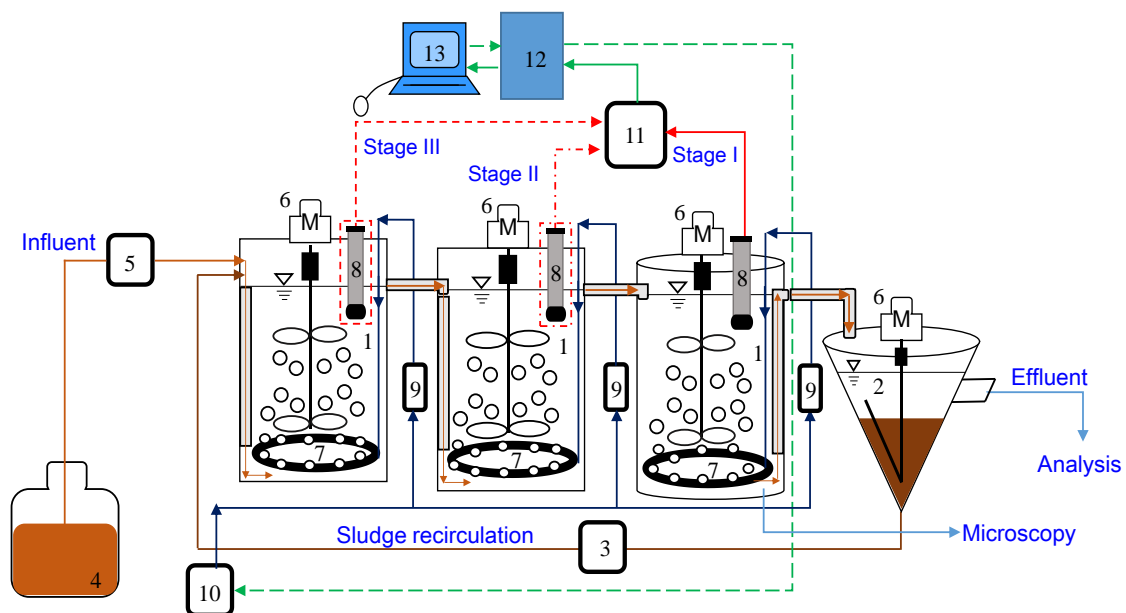 13
12
11
Stage III
Stage II
Stage I
6
M
6
M
6
M
Influent
5
8
8
8
6
M
1
1
1
2
9
9
9
Effluent
7
7
7
Analysis
Sludge recirculation
3
Microscopy
4
10